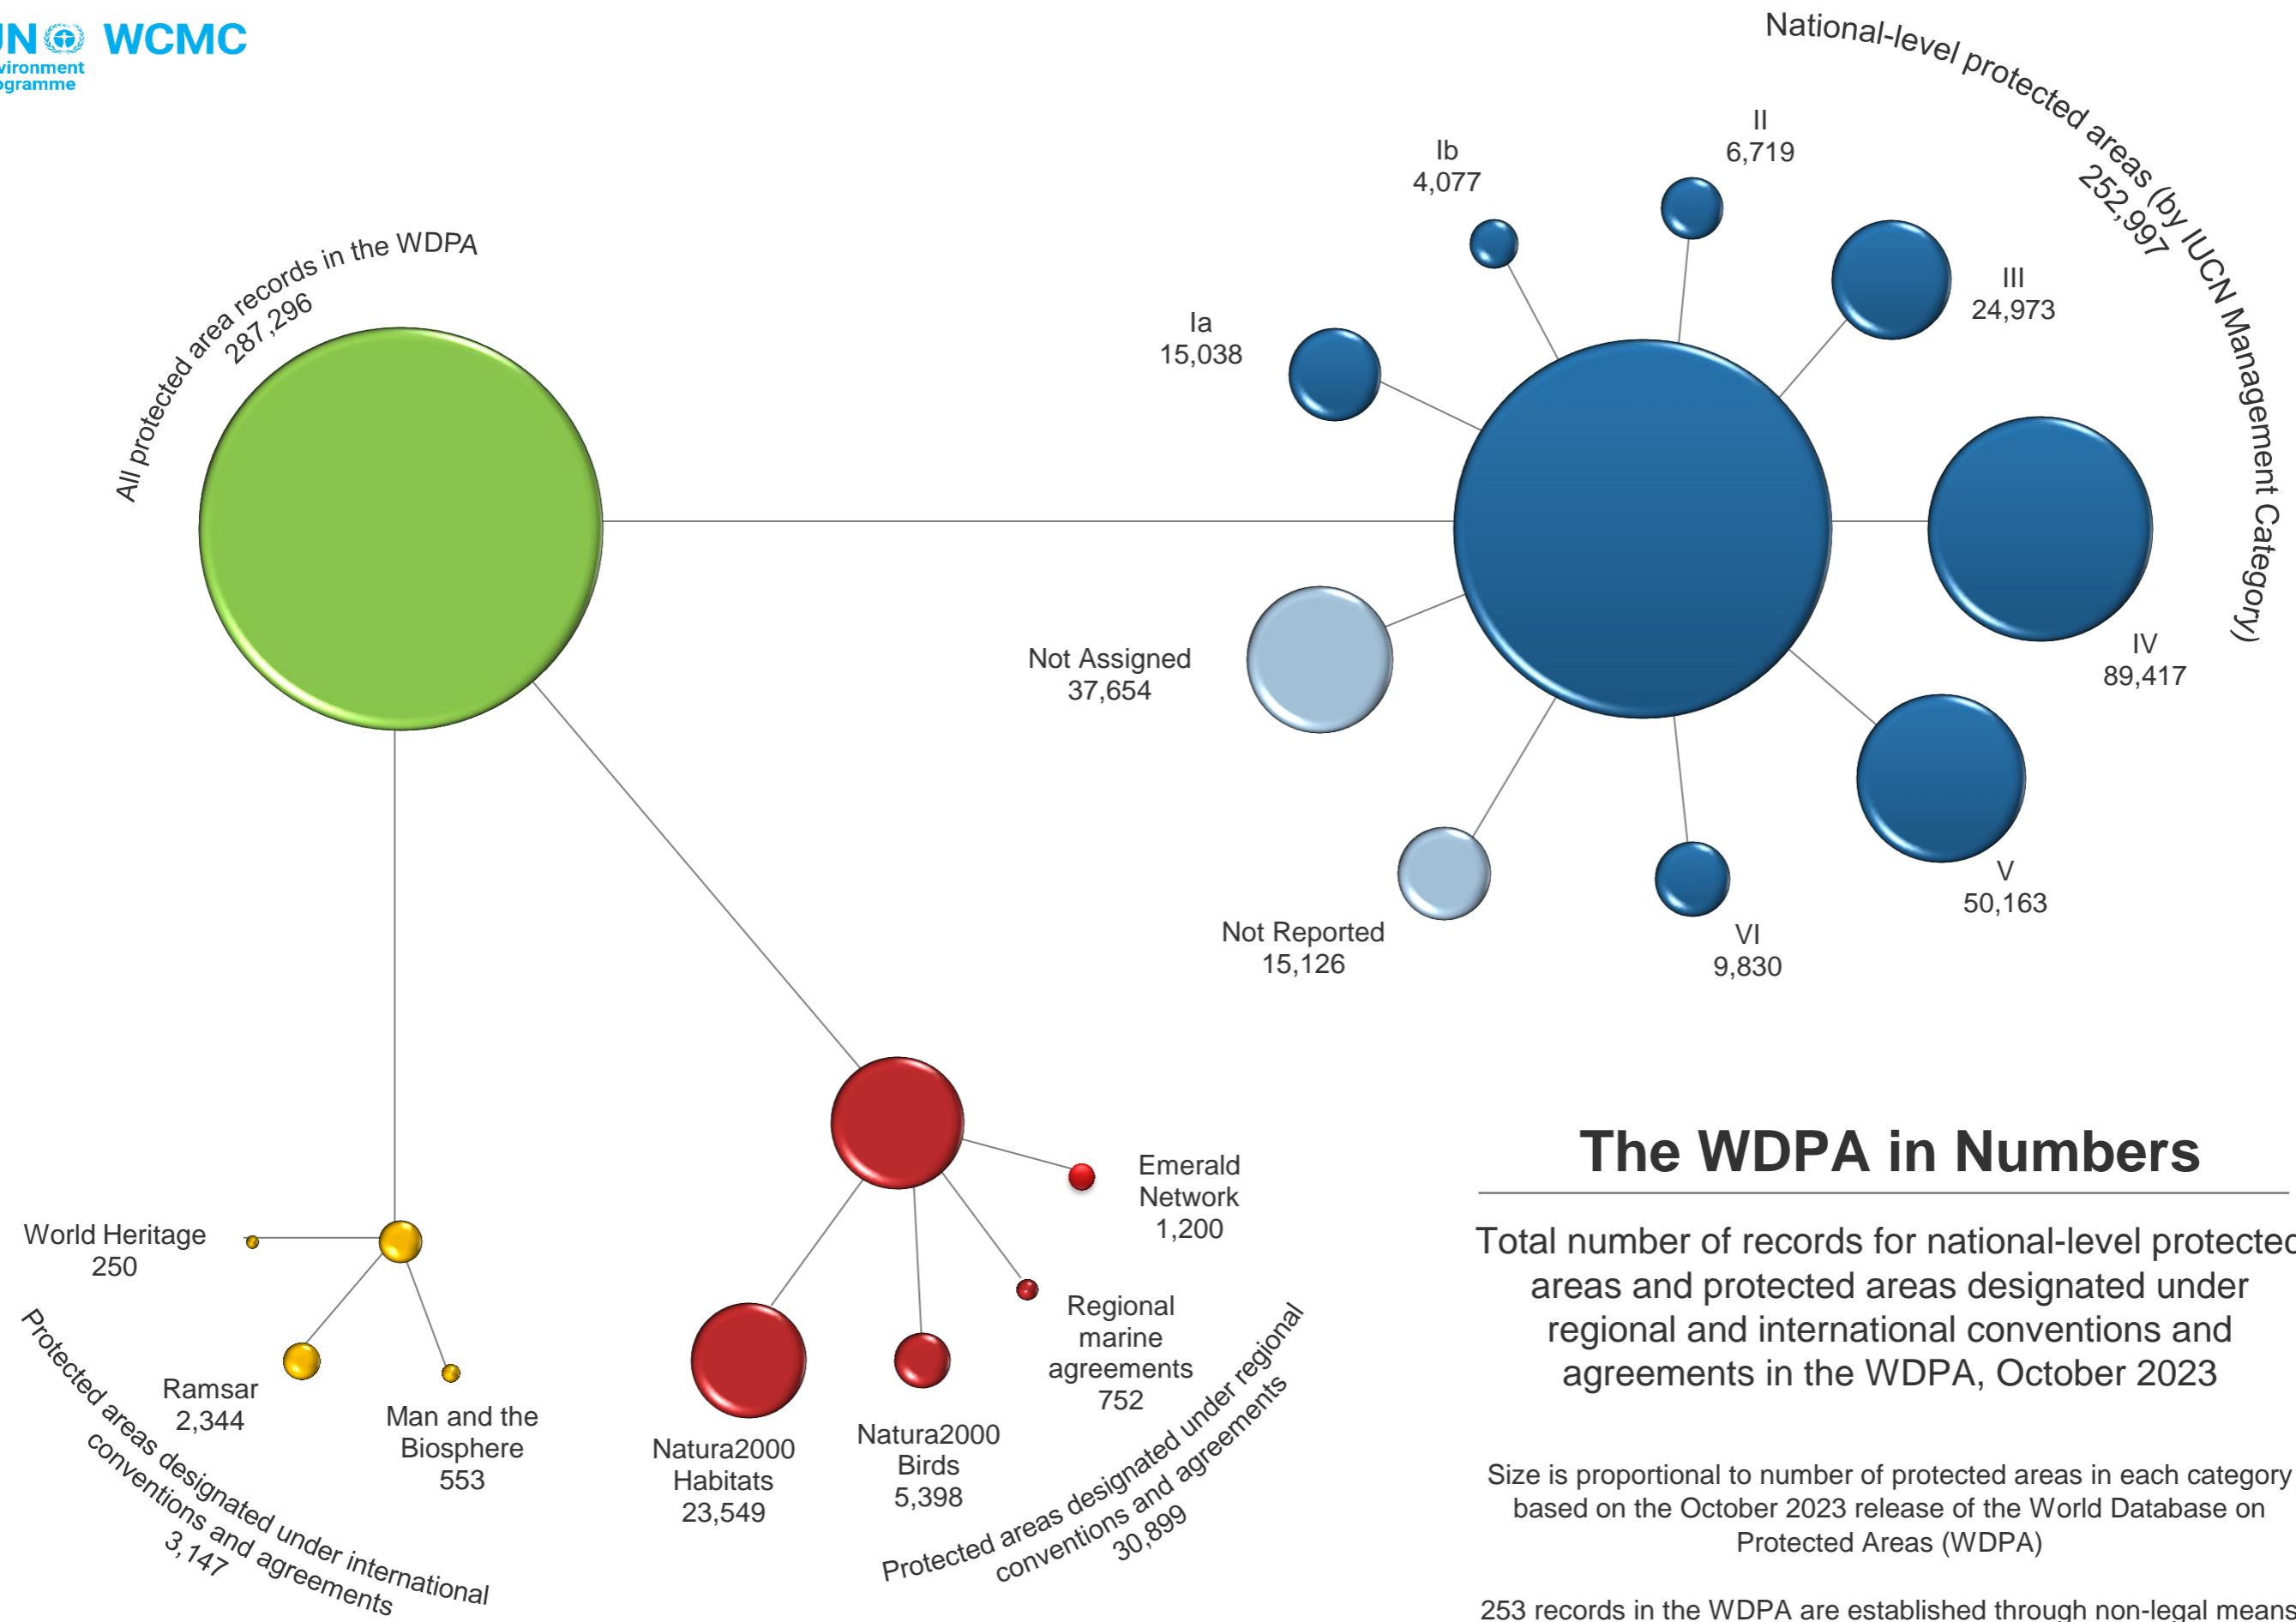 UN WCMC
vironment
ogramme
National-level protected areas (by IUCN Management Category)
252,997
All protected area records in the WDPA
287,296
Ia
15,038
Ib
4,077
II
6,719
III
24,973
IV
89,417
V
50,163
VI
9,830
Not Reported
15,126
Not Assigned
37,654
World Heritage
250
Ramsar
2,344
Man and the
Biosphere
553
Protected areas designated under international
conventions and agreements
3,147
Natura2000
Habitats
23,549
Natura2000
Birds
5,398
Regional
marine
agreements
752
Emerald
Network
1,200
Protected areas designated under regional
conventions and agreements
30,899
The WDPA in Numbers
Total number of records for national-level protected
areas and protected areas designated under
regional and international conventions and
agreements in the WDPA, October 2023
Size is proportional to number of protected areas in each category
based on the October 2023 release of the World Database on
Protected Areas (WDPA)
253 records in the WDPA are established through non-legal means